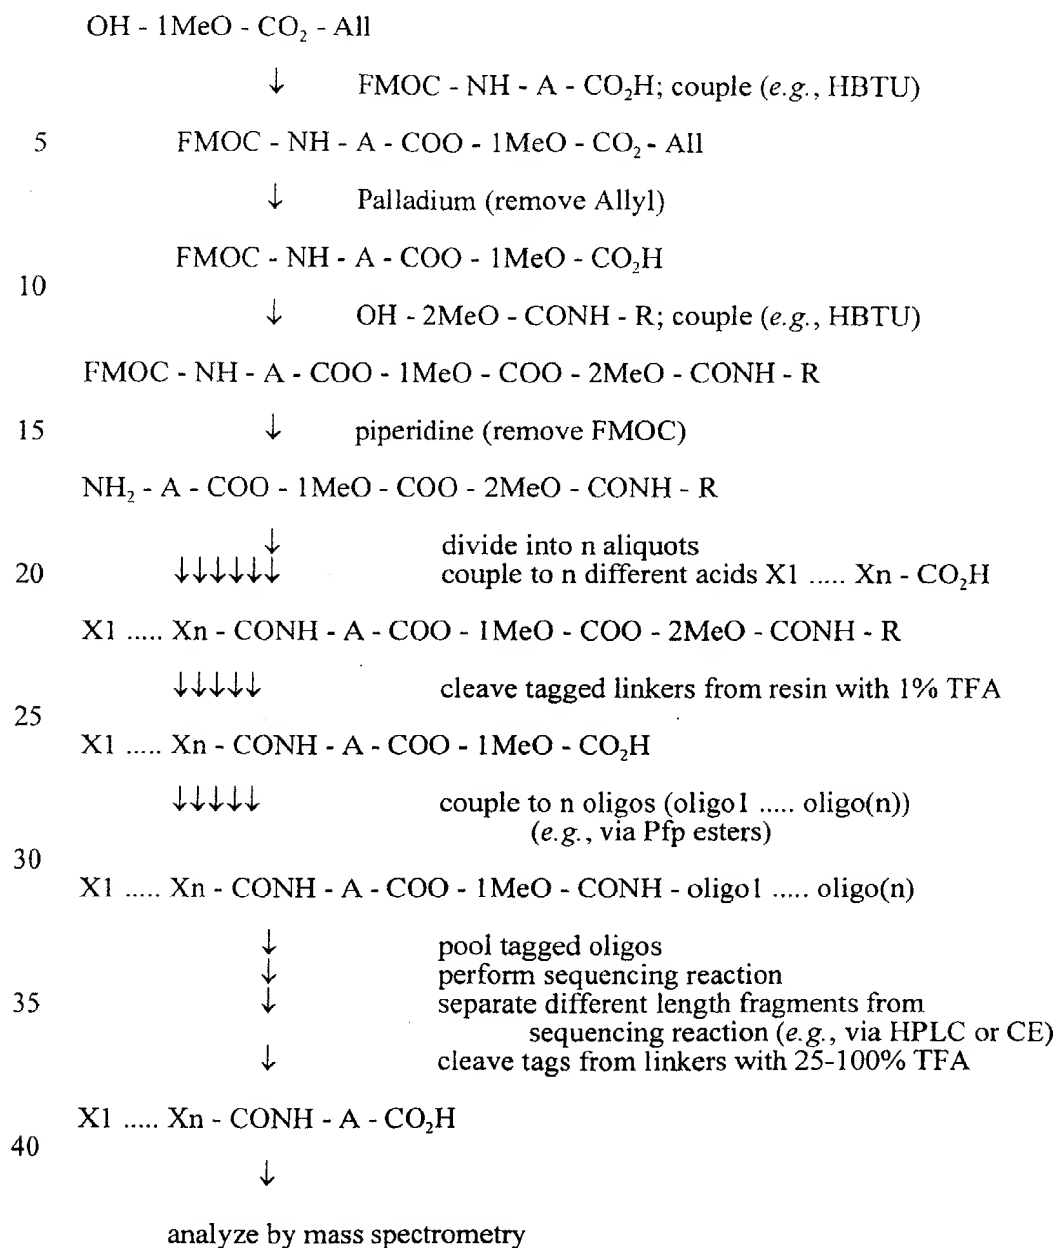 OH - 1MeO - CO₂ - All
↓ FMOC - NH - A - CO₂H; couple (e.g., HBTU)
5 FMOC - NH - A - COO - 1MeO - CO₂ - All
↓ Palladium (remove Allyl)
FMOC - NH - A - COO - 1MeO - CO₂H
10
↓ OH - 2MeO - CONH - R; couple (e.g., HBTU)
FMOC - NH - A - COO - 1MeO - COO - 2MeO - CONH - R
15 ↓ piperidine (remove FMOC)
NH₂ - A - COO - 1MeO - COO - 2MeO - CONH - R
↓ divide into n aliquots
20 ↓↓↓↓↓↓ couple to n different acids X1 ..... Xn - CO₂H
X1 ..... Xn - CONH - A - COO - 1MeO - COO - 2MeO - CONH - R
↓↓↓↓↓ cleave tagged linkers from resin with 1% TFA
25
X1 ..... Xn - CONH - A - COO - 1MeO - CO₂H
↓↓↓↓↓ couple to n oligos (oligo1 ..... oligo(n))
(e.g., via Pfp esters)
30
X1 ..... Xn - CONH - A - COO - 1MeO - CONH - oligo1 ..... oligo(n)
↓ pool tagged oligos
↓ perform sequencing reaction
35 ↓ separate different length fragments from
sequencing reaction (e.g., via HPLC or CE)
↓ cleave tags from linkers with 25-100% TFA
X1 ..... Xn - CONH - A - CO₂H
40
↓
analyze by mass spectrometry